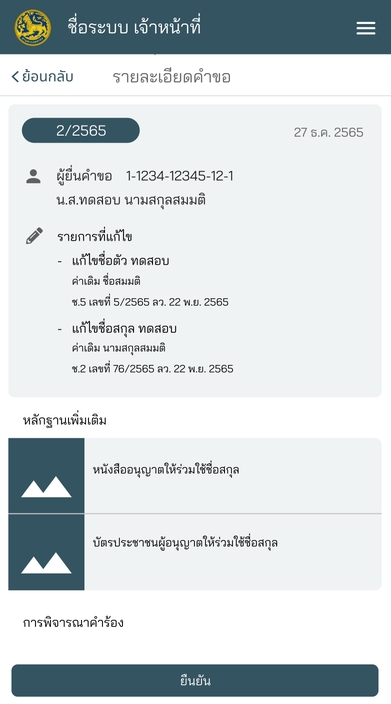 ชื่อระบบ เจ้าหน้าที่
ย้อนกลับ รายละเอียดคำขอ
2/2565 27 ธ.ค. 2565
ผู้ยื่นคำขอ 1-1234-12345-12-1
น.ส.ทดสอบ นามสกุลสมมติ
รายการที่แก้ไข
- แก้ไขชื่อตัว ทดสอบ
ค่าเดิม ชื่อสมมติ
ช.5 เลขที่ 5/2565 ลว. 22 พ.ย. 2565
- แก้ไขชื่อสกุล ทดสอบ
ค่าเดิม นามสกุลสมมติ
ช.2 เลขที่ 76/2565 ลว. 22 พ.ย. 2565
หลักฐานเพิ่มเติม
หนังสืออนุญาตให้ร่วมใช้ชื่อสกุล
บัตรประชาชนผู้อนุญาตให้ร่วมใช้ชื่อสกุล
การพิจารณาคำร้อง
ยืนยัน